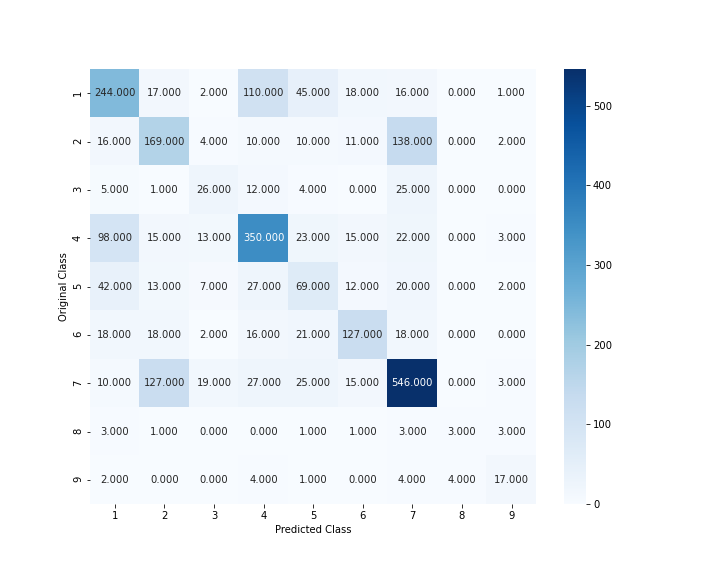 1 244.000 17.000 2.000 110.000 45.000 18.000 16.000 0.000 1.000
2 16.000 169.000 4.000 10.000 10.000 11.000 138.000 0.000 2.000
3 5.000 1.000 26.000 12.000 4.000 0.000 25.000 0.000 0.000
4 98.000 15.000 13.000 350.000 23.000 15.000 22.000 0.000 3.000
5 42.000 13.000 7.000 27.000 69.000 12.000 20.000 0.000 2.000
6 18.000 18.000 2.000 16.000 21.000 127.000 18.000 0.000 0.000
7 10.000 127.000 19.000 27.000 25.000 15.000 546.000 0.000 3.000
8 3.000 1.000 0.000 0.000 1.000 1.000 3.000 3.000 3.000
9 2.000 0.000 0.000 4.000 1.000 0.000 4.000 4.000 17.000
1 2 3 4 5 6 7 8 9
Predicted Class
Original Class
500
400
300
200
100
0